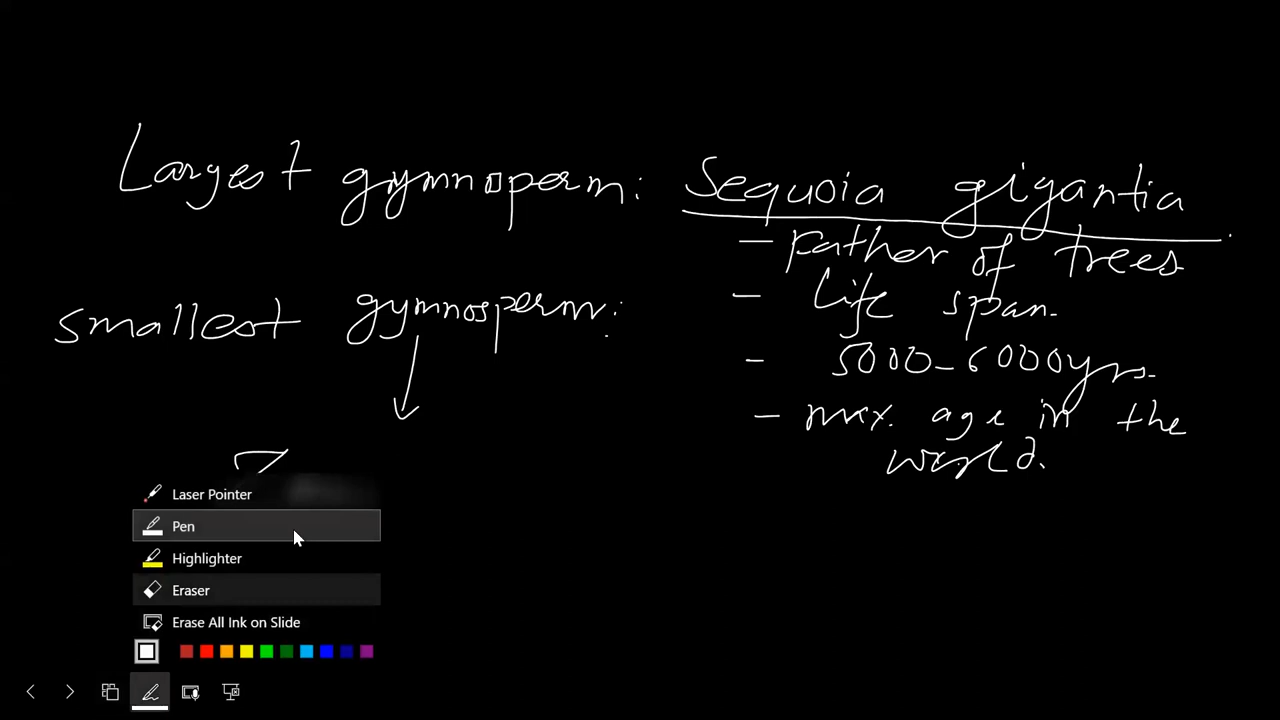 Largest gymnosperm: Sequoia gigantia
- Father of trees
- Life span.
- 5000-6000yrs.
- max. age in the
world.
smallest gymnosperm:
Laser Pointer
Pen
Highlighter
Eraser
Erase All Ink on Slide